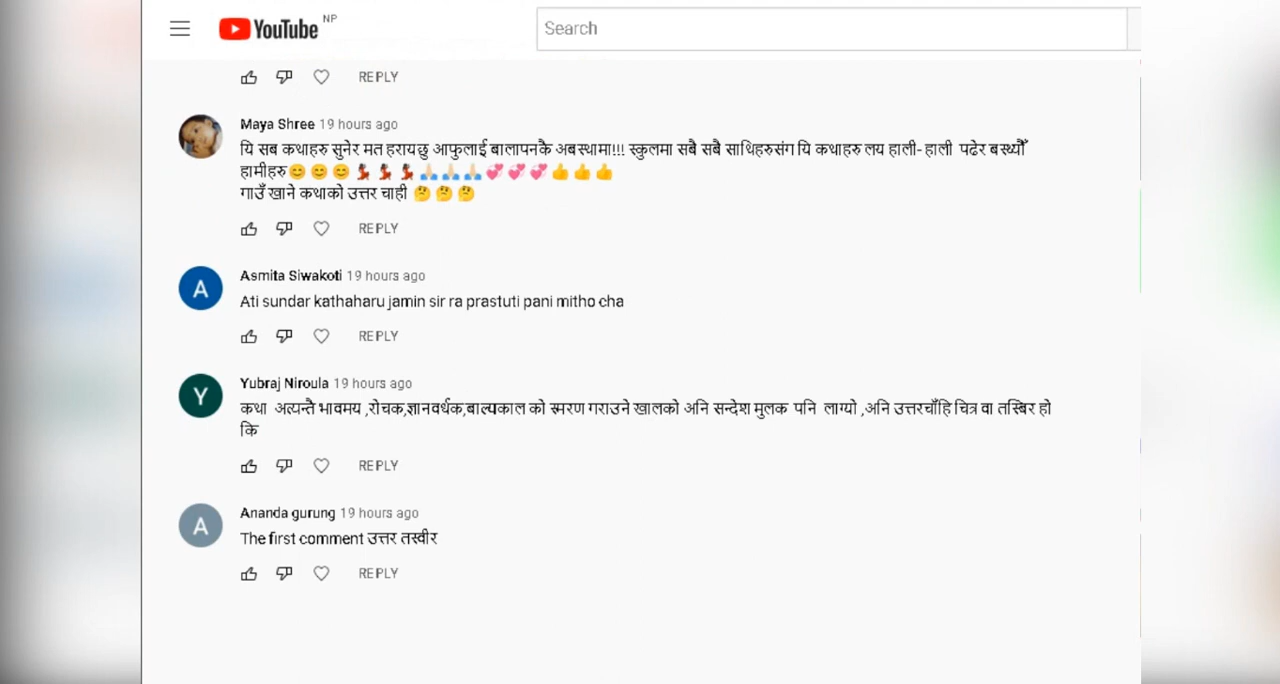 YouTube NP
Search
REPLY
Maya Shree 19 hours ago
यि सब कथाहरु सुनेर मत हरायछु आफुलाई बालापनकै अबस्थामा!!! स्कुलमा सबै सबै साथिहरुसंग यि कथाहरु लय हाली- हाली पढेर बस्थ्यौँ
हामीहरु😊😊😊💃💃💃🙏🙏🙏💞💞💞👍👍👍
गाउँ खाने कथाको उत्तर चाही 🤔🤔🤔
REPLY
A
Asmita Siwakoti 19 hours ago
Ati sundar kathaharu jamin sir ra prastuti pani mitho cha
REPLY
Y
Yubraj Niroula 19 hours ago
कथा अत्यन्तै भावमय ,रोचक,ज्ञानवर्धक,बाल्यकाल को स्मरण गराउने खालको अनि सन्देश मुलक पनि लाग्यो ,अनि उत्तरचाँहि चित्र वा तस्बिर हो
कि
REPLY
A
Ananda gurung 19 hours ago
The first comment उत्तर तस्वीर
REPLY